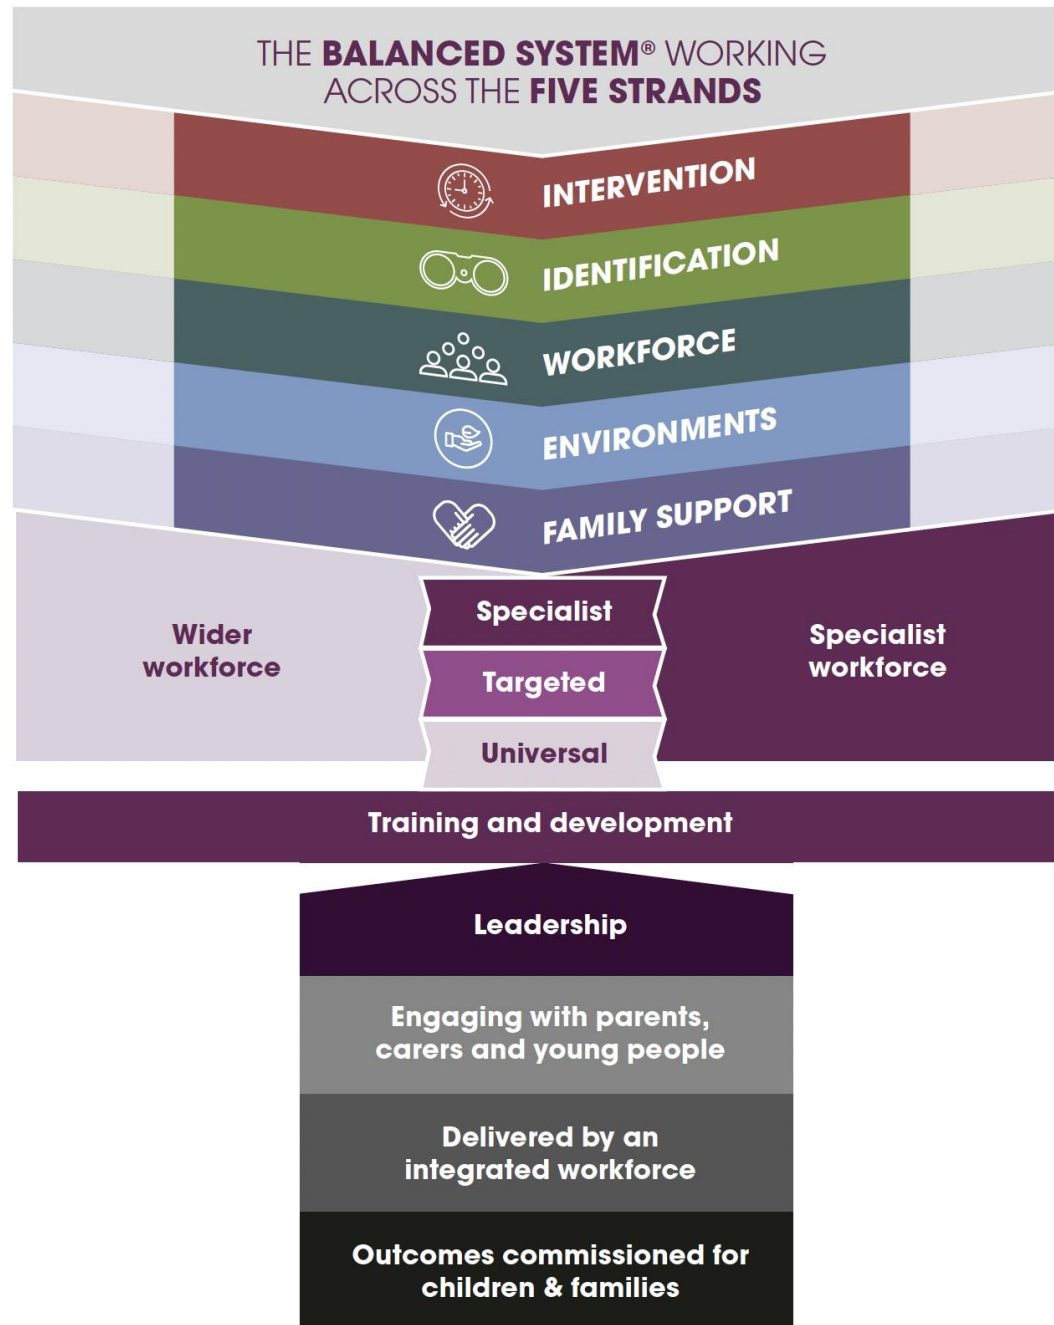 THE BALANCED SYSTEM® WORKING
ACROSS THE FIVE STRANDS
INTERVENTION
IDENTIFICATION
WORKFORCE
ENVIRONMENTS
FAMILY SUPPORT
Wider
workforce
Specialist
Targeted
Universal
Specialist
workforce
Training and development
Leadership
Engaging with parents,
carers and young people
Delivered by an
integrated workforce
Outcomes commissioned for
children & families